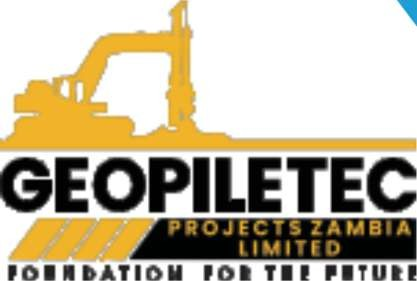 GEOPILETEC
PROJECTS ZAMBIA
LIMITED
FOUNDATION FOR THE FUTURE